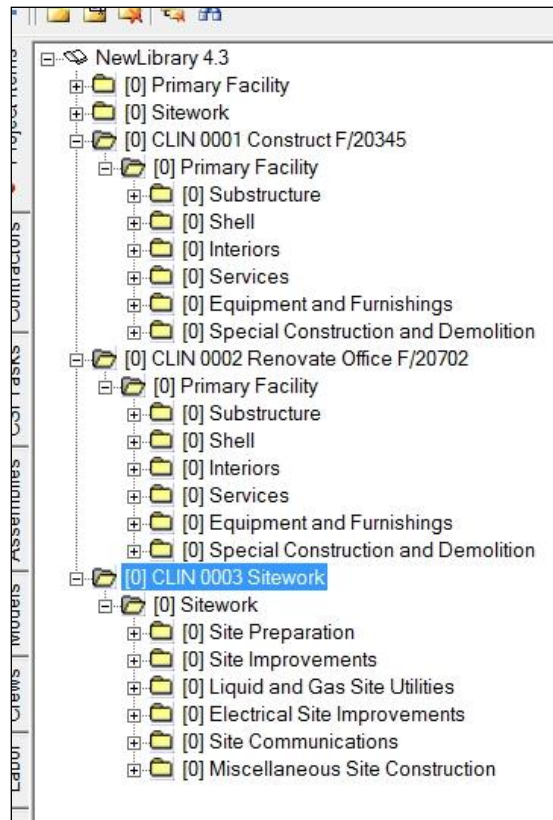 NewLibrary 4.3
[0] Primary Facility
[0] Sitework
[0] CLIN 0001 Construct F/20345
[0] Primary Facility
[0] Substructure
[0] Shell
[0] Interiors
[0] Services
[0] Equipment and Furnishings
[0] Special Construction and Demolition
[0] CLIN 0002 Renovate Office F/20702
[0] Primary Facility
[0] Substructure
[0] Shell
[0] Interiors
[0] Services
[0] Equipment and Furnishings
[0] Special Construction and Demolition
[0] CLIN 0003 Sitework
[0] Sitework
[0] Site Preparation
[0] Site Improvements
[0] Liquid and Gas Site Utilities
[0] Electrical Site Improvements
[0] Site Communications
[0] Miscellaneous Site Construction
Contractors
Assemblies
Models
Crews
Labor